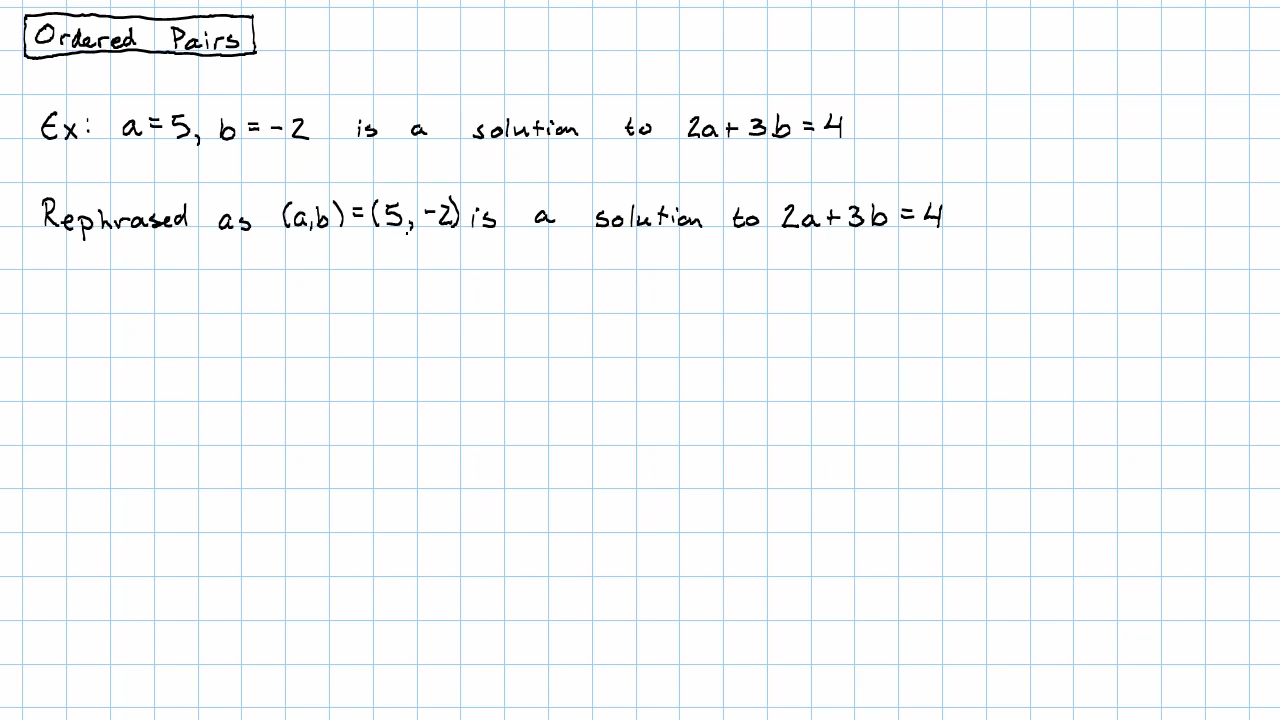 Ordered Pairs
Ex: a=5, b=-2 is a solution to 2a+3b=4
Rephrased as (a,b)=(5,-2) is a solution to 2a+3b=4